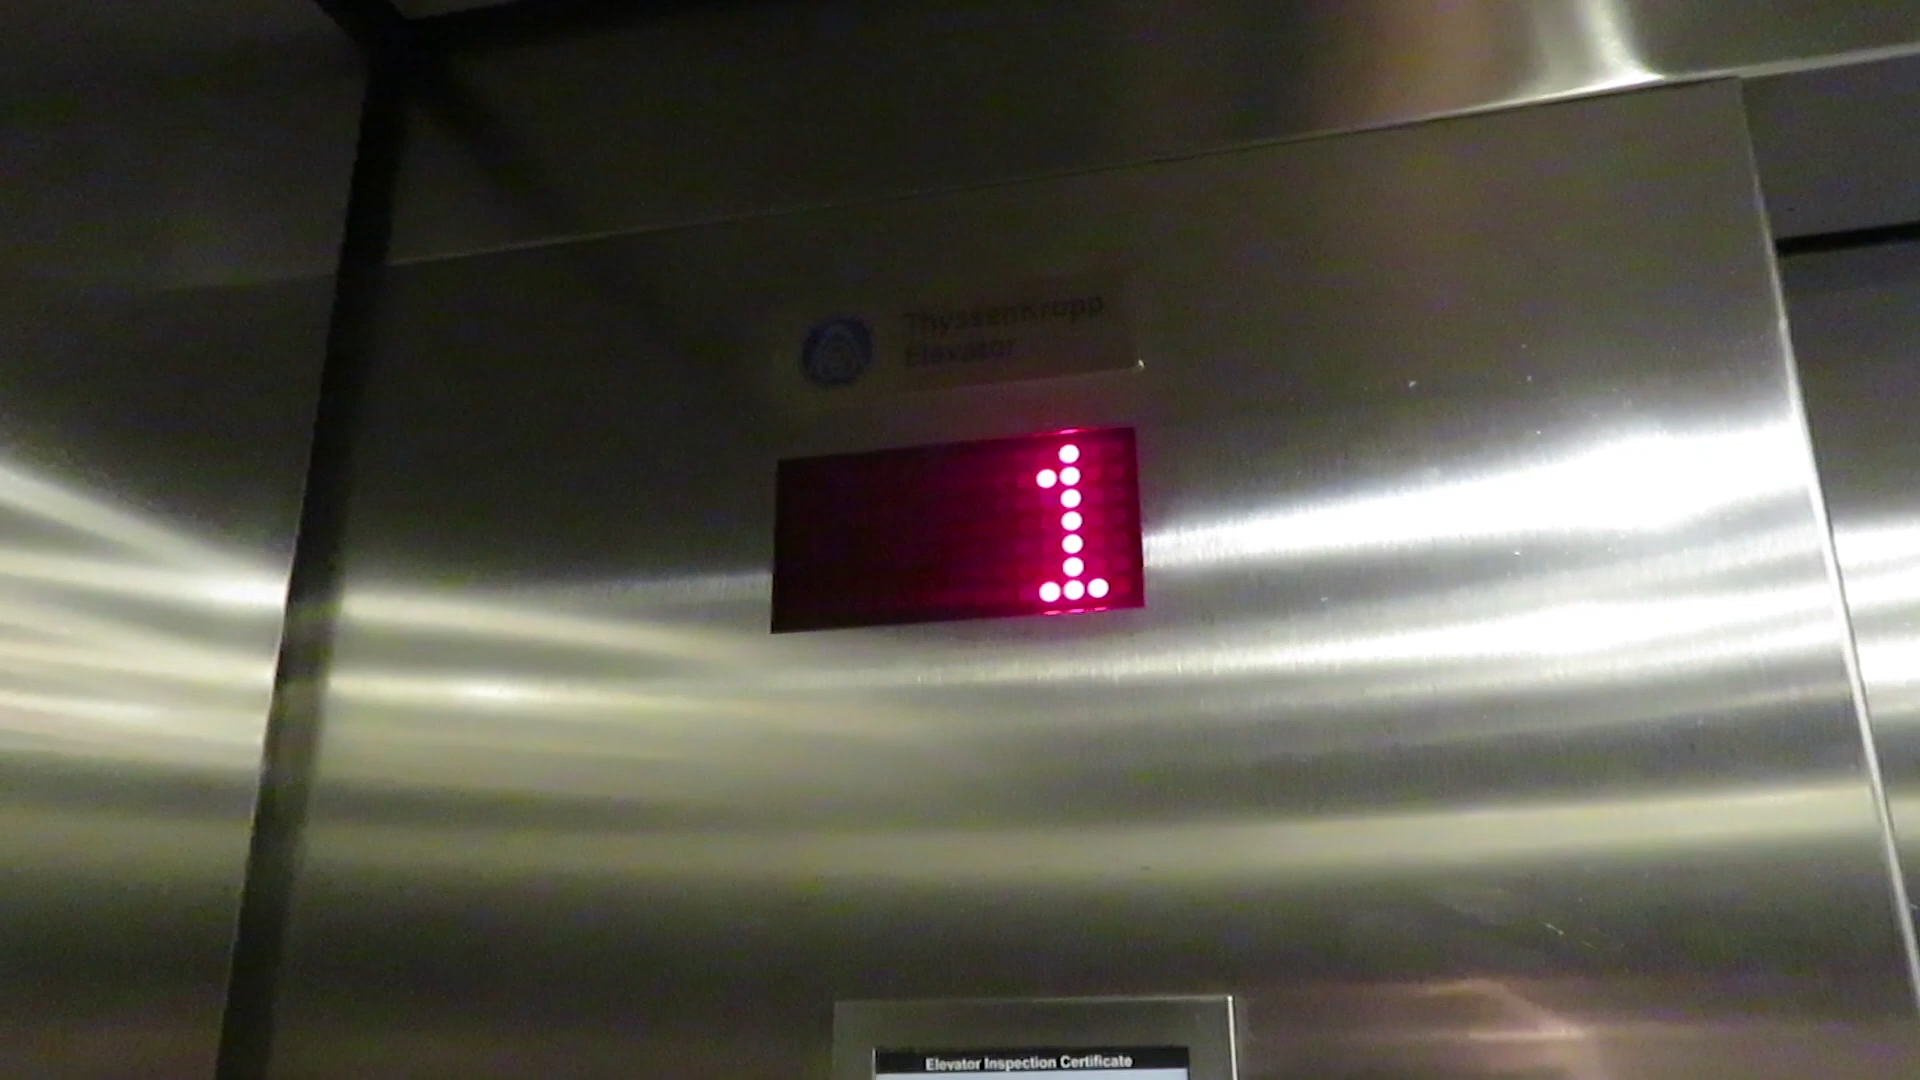 ThyssenKrupp
Elevator
1
Elevator Inspection Certificate